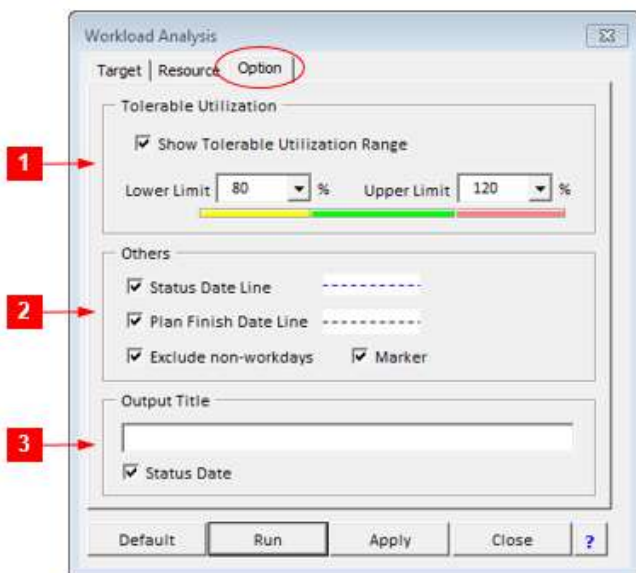 Workload Analysis
Target Resource Option
Tolerable Utilization
Show Tolerable Utilization Range
1
Lower Limit 80 % Upper Limit 120 %
Others
Status Date Line
2
Plan Finish Date Line
Exclude non-workdays Marker
Output Title
3
Status Date
Default Run Apply Close ?